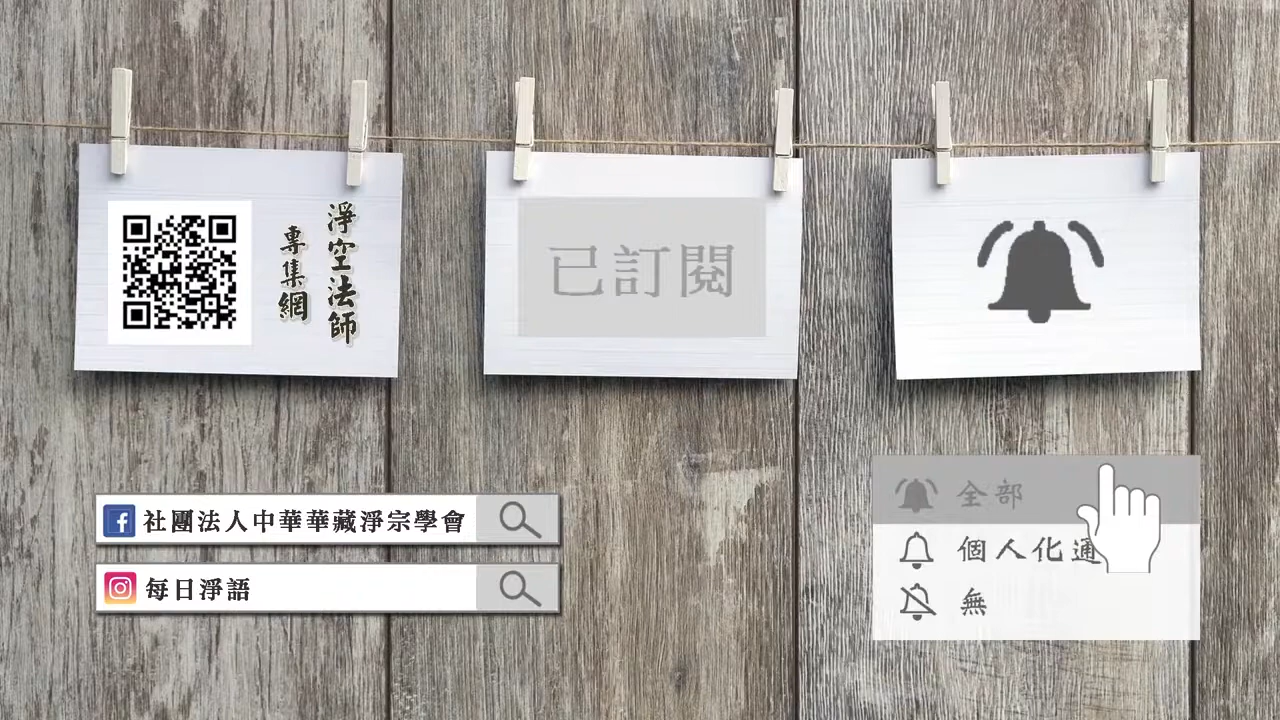 淨空法師
專集網
已訂閱
全部
個人化通
無
社團法人中華華藏淨宗學會
每日淨語